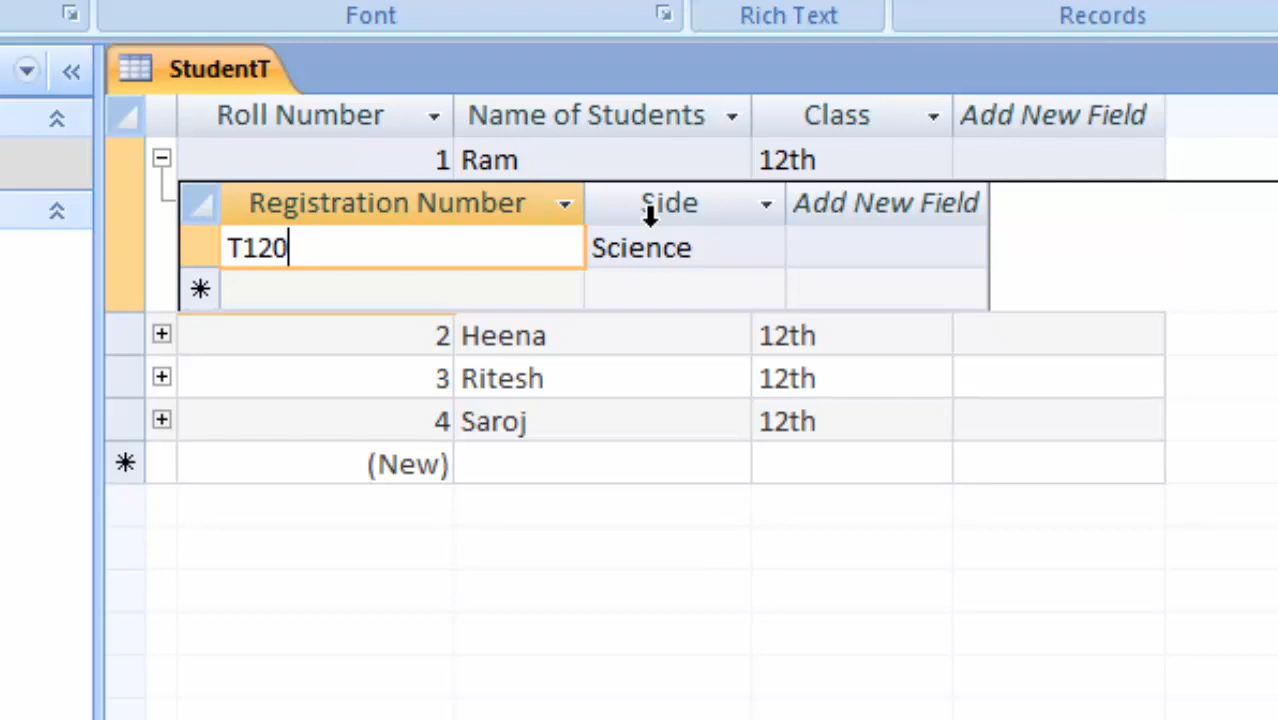 Font Rich Text Records
StudentT
Roll Number Name of Students Class Add New Field
1 Ram 12th
Registration Number Side Add New Field
T120 Science
2 Heena 12th
3 Ritesh 12th
4 Saroj 12th
(New)